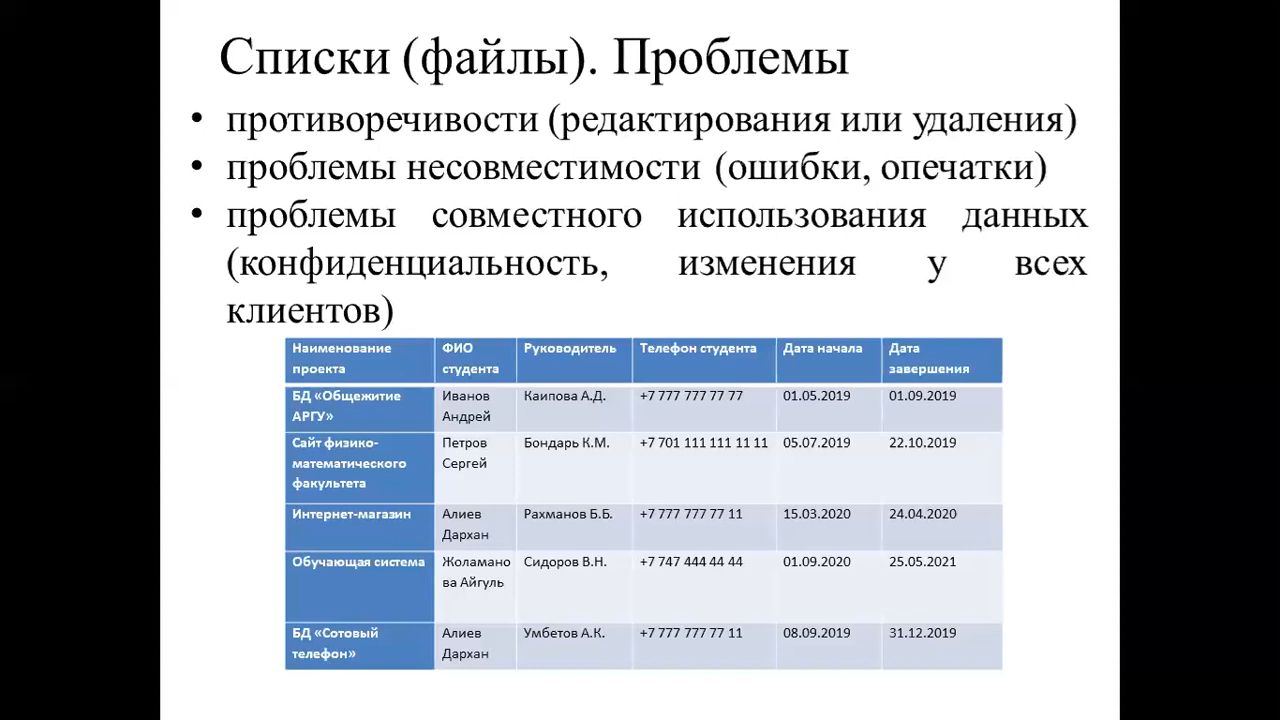 Списки (файлы). Проблемы
• противоречивости (редактирования или удаления)
• проблемы несовместимости (ошибки, опечатки)
• проблемы совместного использования данных
(конфиденциальность, изменения у всех
клиентов)
Наименование проекта ФИО студента Руководитель Телефон студента Дата начала Дата завершения
БД «Общежитие АРГУ» Иванов Андрей Каипова А.Д. +7 777 777 77 77 01.05.2019 01.09.2019
Сайт физико-математического факультета Петров Сергей Бондарь К.М. +7 701 111 111 11 11 05.07.2019 22.10.2019
Интернет-магазин Алиев Дархан Рахманов Б.Б. +7 777 777 77 11 15.03.2020 24.04.2020
Обучающая система Жоламанова Айгуль Сидоров В.Н. +7 747 444 44 44 01.09.2020 25.05.2021
БД «Сотовый телефон» Алиев Дархан Умбетов А.К. +7 777 777 77 11 08.09.2019 31.12.2019